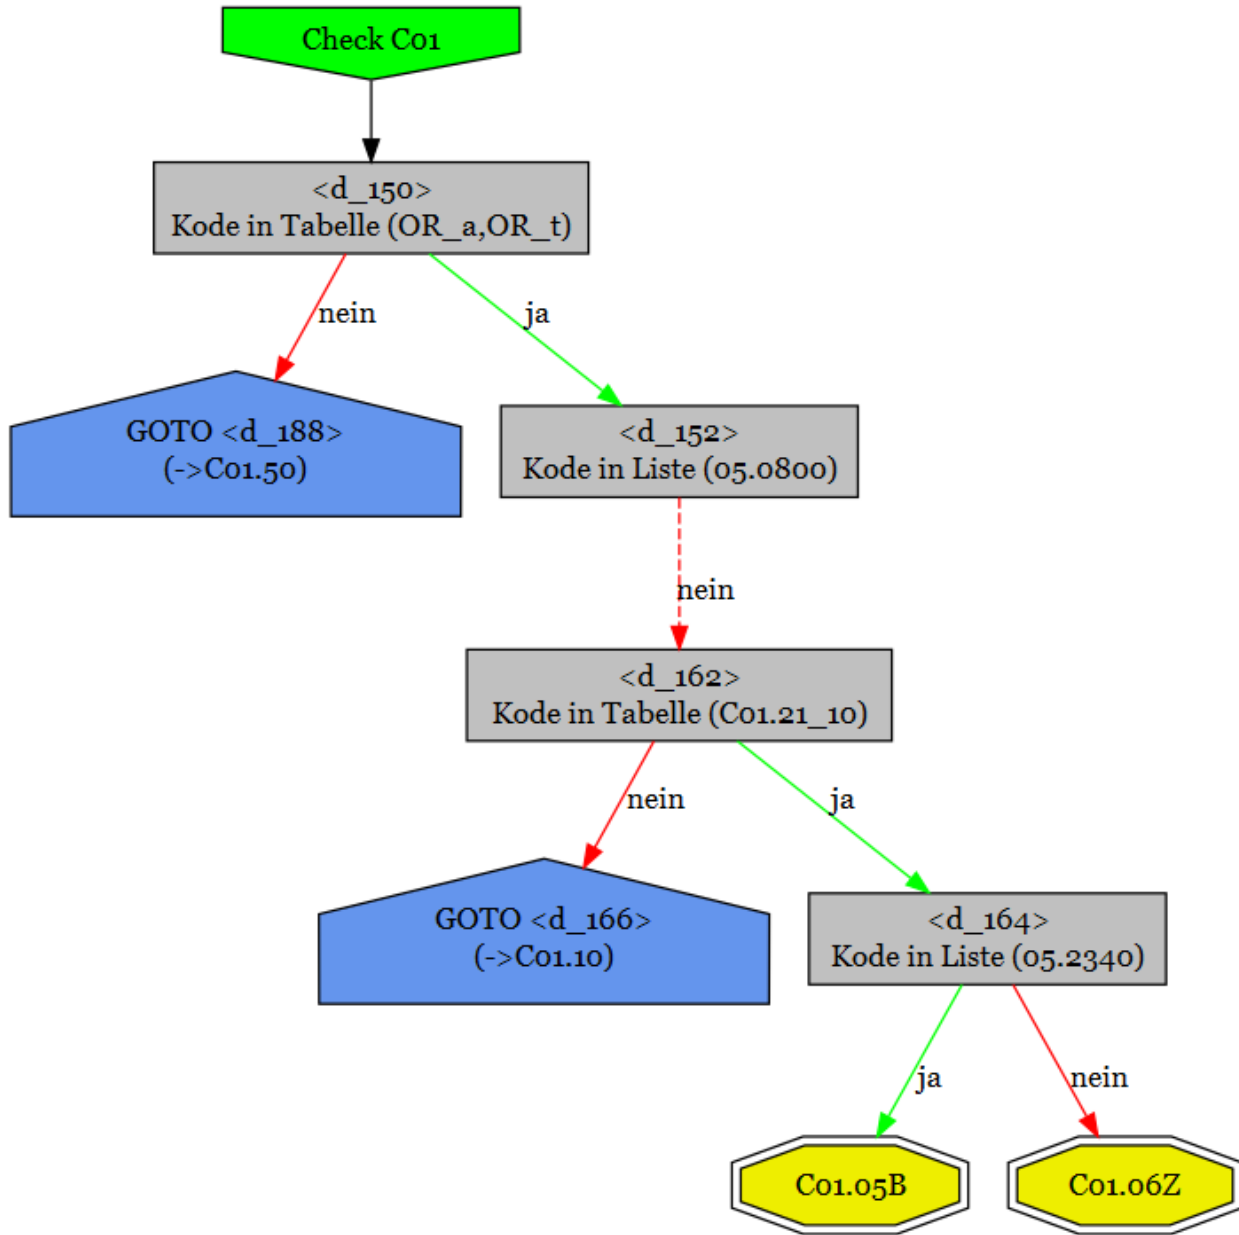 Check C01
<d_150>
Kode in Tabelle (OR_a,OR_t)
nein
ja
GOTO <d_188>
(->C01.50)
<d_152>
Kode in Liste (05.0800)
nein
<d_162>
Kode in Tabelle (C01.21_10)
nein
ja
GOTO <d_166>
(->C01.10)
<d_164>
Kode in Liste (05.2340)
ja
nein
C01.05B
C01.06Z